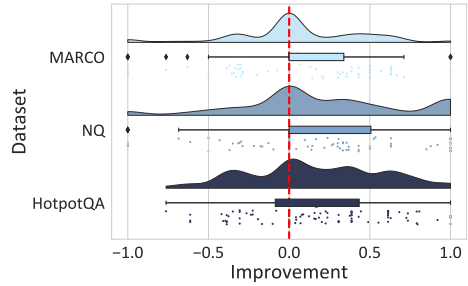 Dataset
MARCO
NQ
HotpotQA
−1.0 −0.5 0.0 0.5 1.0
Improvement